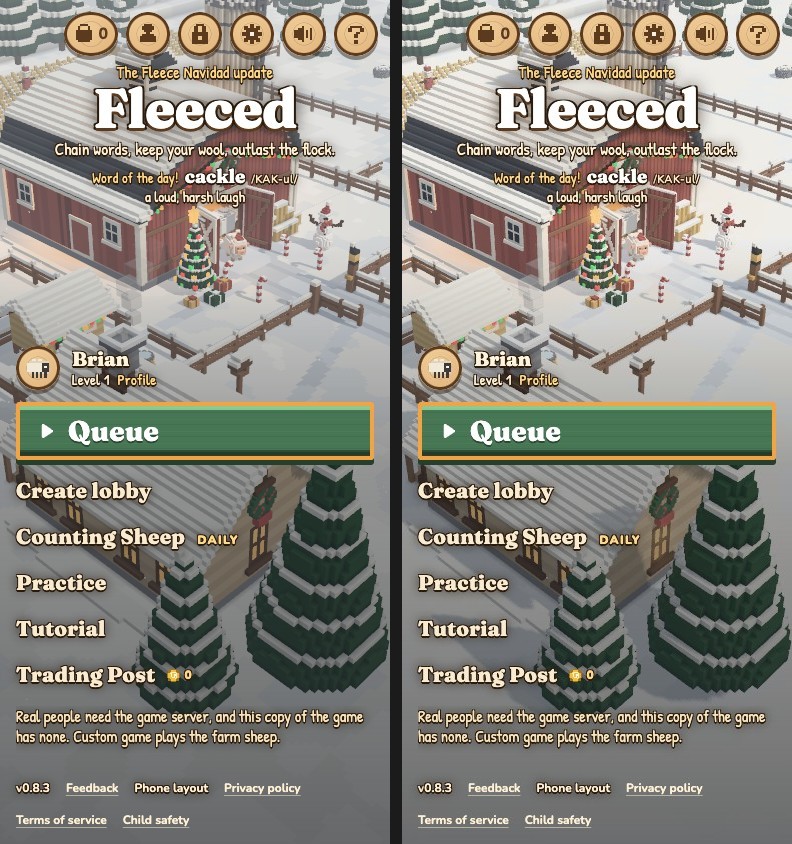 0
The Fleece Navidad update
Fleeced
Chain words, keep your wool, outlast the flock.
Word of the day! cackle /KAK-ul/
a loud, harsh laugh
Brian
Level 1 Profile
Queue
Create lobby
Counting Sheep DAILY
Practice
Tutorial
Trading Post 0
Real people need the game server, and this copy of the game
has none. Custom game plays the farm sheep.
v0.8.3 Feedback Phone layout Privacy policy
Terms of service Child safety
0
The Fleece Navidad update
Fleeced
Chain words, keep your wool, outlast the flock.
Word of the day! cackle /KAK-ul/
a loud, harsh laugh
Brian
Level 1 Profile
Queue
Create lobby
Counting Sheep DAILY
Practice
Tutorial
Trading Post 0
Real people need the game server, and this copy of the game
has none. Custom game plays the farm sheep.
v0.8.3 Feedback Phone layout Privacy policy
Terms of service Child safety